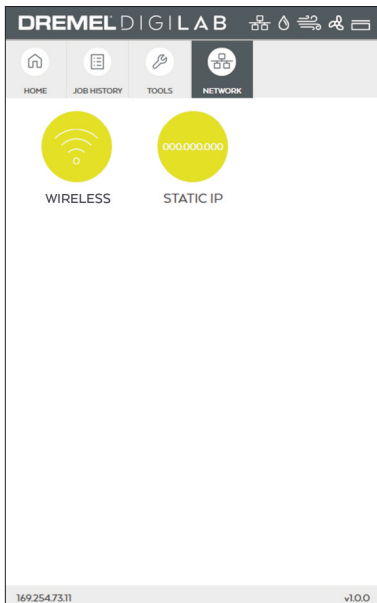 DREMEL DIGILAB
HOME JOB HISTORY TOOLS NETWORK
000.000.000
WIRELESS STATIC IP
169.254.73.11 v1.0.0